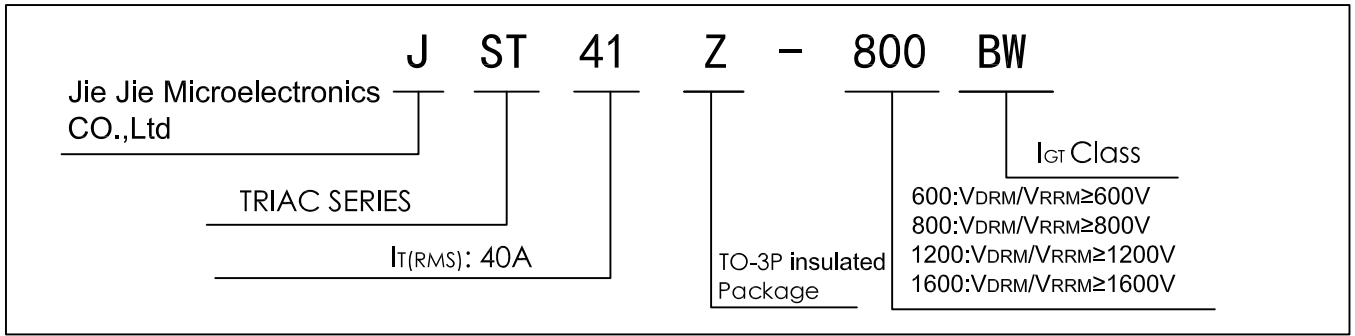 J ST 41 Z - 800 BW
Jie Jie Microelectronics
CO.,Ltd
IGT Class
TRIAC SERIES
600:VDRM/VRRM≥600V
800:VDRM/VRRM≥800V
1200:VDRM/VRRM≥1200V
1600:VDRM/VRRM≥1600V
IT(RMS): 40A
TO-3P insulated
Package